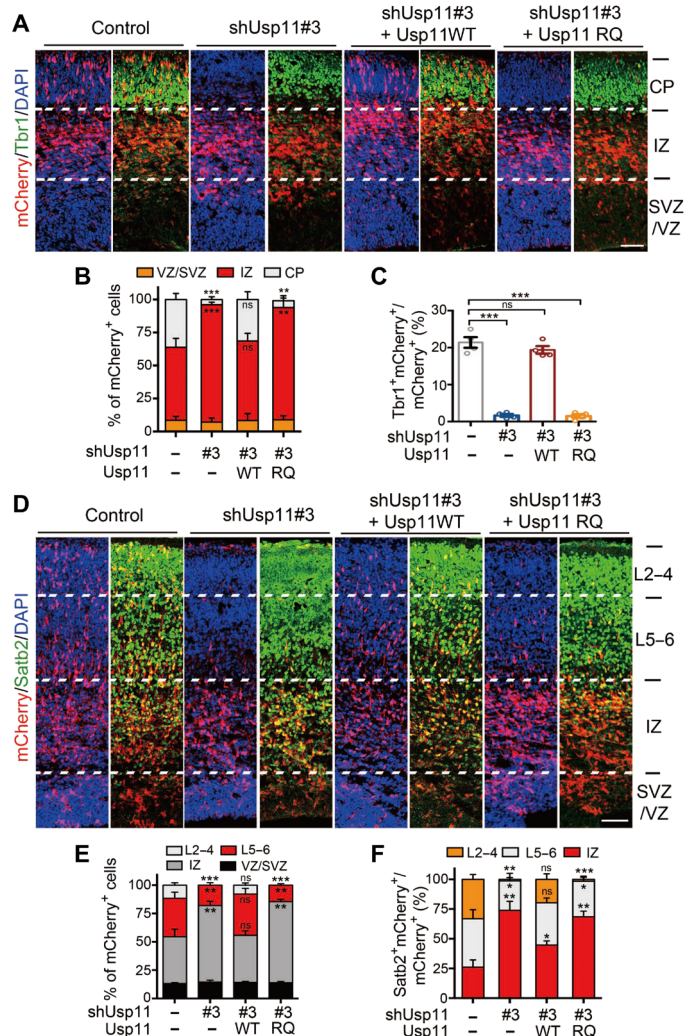 A
Control
shUsp11#3
shUsp11#3
+ Usp11WT
shUsp11#3
+ Usp11 RQ
mCherry/Tbr1/DAPI
CP
IZ
SVZ
/VZ
B
VZ/SVZ IZ CP
% of mCherry+ cells
100
75
50
25
0
*** ns **
*** ns **
shUsp11 – #3 #3 #3
Usp11 – – WT RQ
C
Tbr1+mCherry+/
mCherry+ (%)
30
20
10
0
***
ns
***
shUsp11 – #3 #3 #3
Usp11 – – WT RQ
D
Control
shUsp11#3
shUsp11#3
+ Usp11WT
shUsp11#3
+ Usp11 RQ
mCherry/Satb2/DAPI
L2–4
L5–6
IZ
SVZ
/VZ
E
L2–4 L5–6
IZ VZ/SVZ
% of mCherry+ cells
100
75
50
25
0
*** ns ***
** ns **
** ns **
shUsp11 – #3 #3 #3
Usp11 – – WT RQ
F
L2–4 L5–6 IZ
Satb2+mCherry+/
mCherry+ (%)
100
75
50
25
0
** ns ***
* ns *
** * **
shUsp11 – #3 #3 #3
Usp11 – – WT RQ